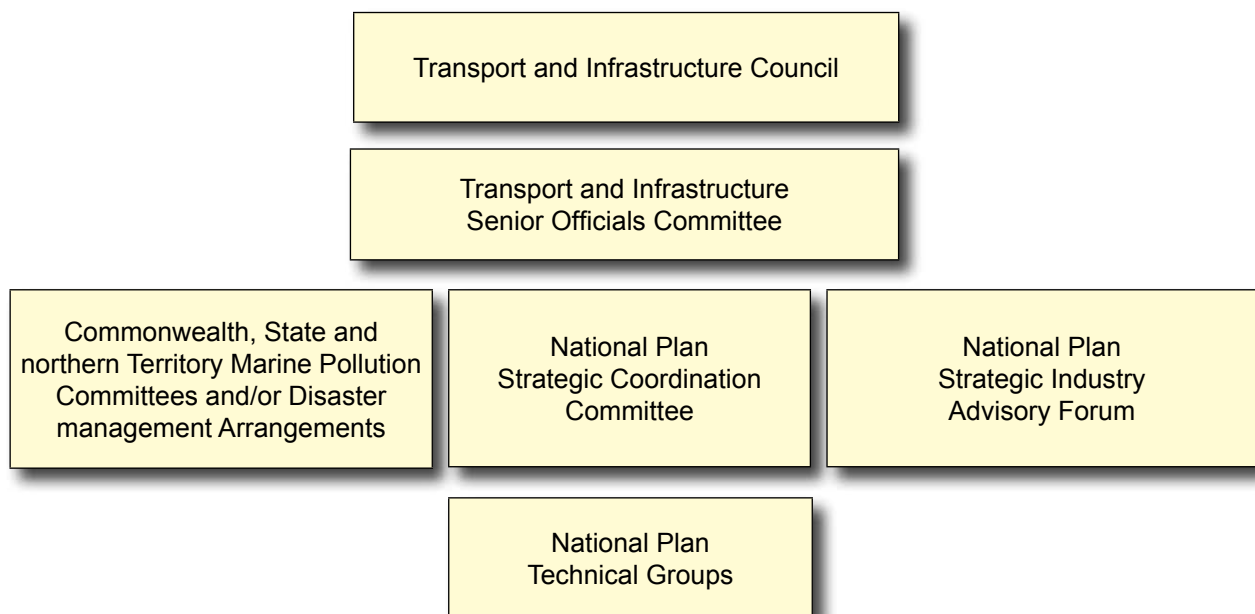 Transport and Infrastructure Council
Transport and Infrastructure
Senior Officials Committee
Commonwealth, State and
northern Territory Marine Pollution
Committees and/or Disaster
management Arrangements
National Plan
Strategic Coordination
Committee
National Plan
Strategic Industry
Advisory Forum
National Plan
Technical Groups